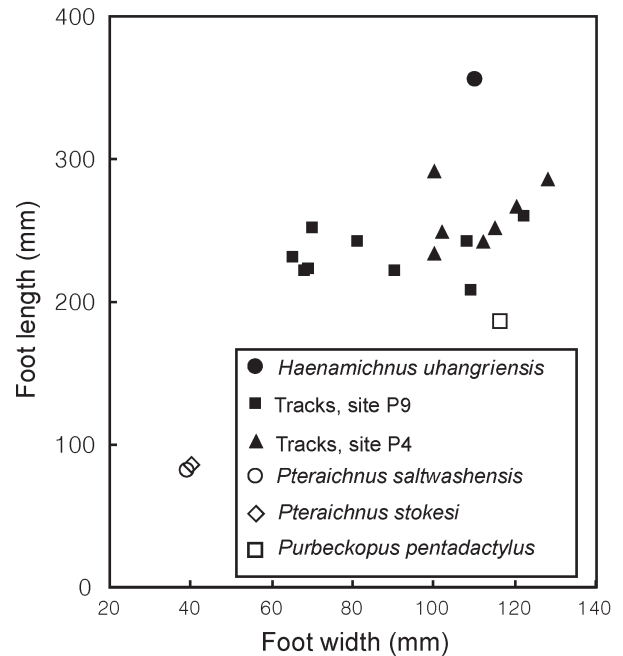 400
300
200
100
0
Foot length (mm)
Haenamichnus uhangriensis
Tracks, site P9
Tracks, site P4
Pteraichnus saltwashensis
Pteraichnus stokesi
Purbeckopus pentadactylus
20 40 60 80 100 120 140
Foot width (mm)